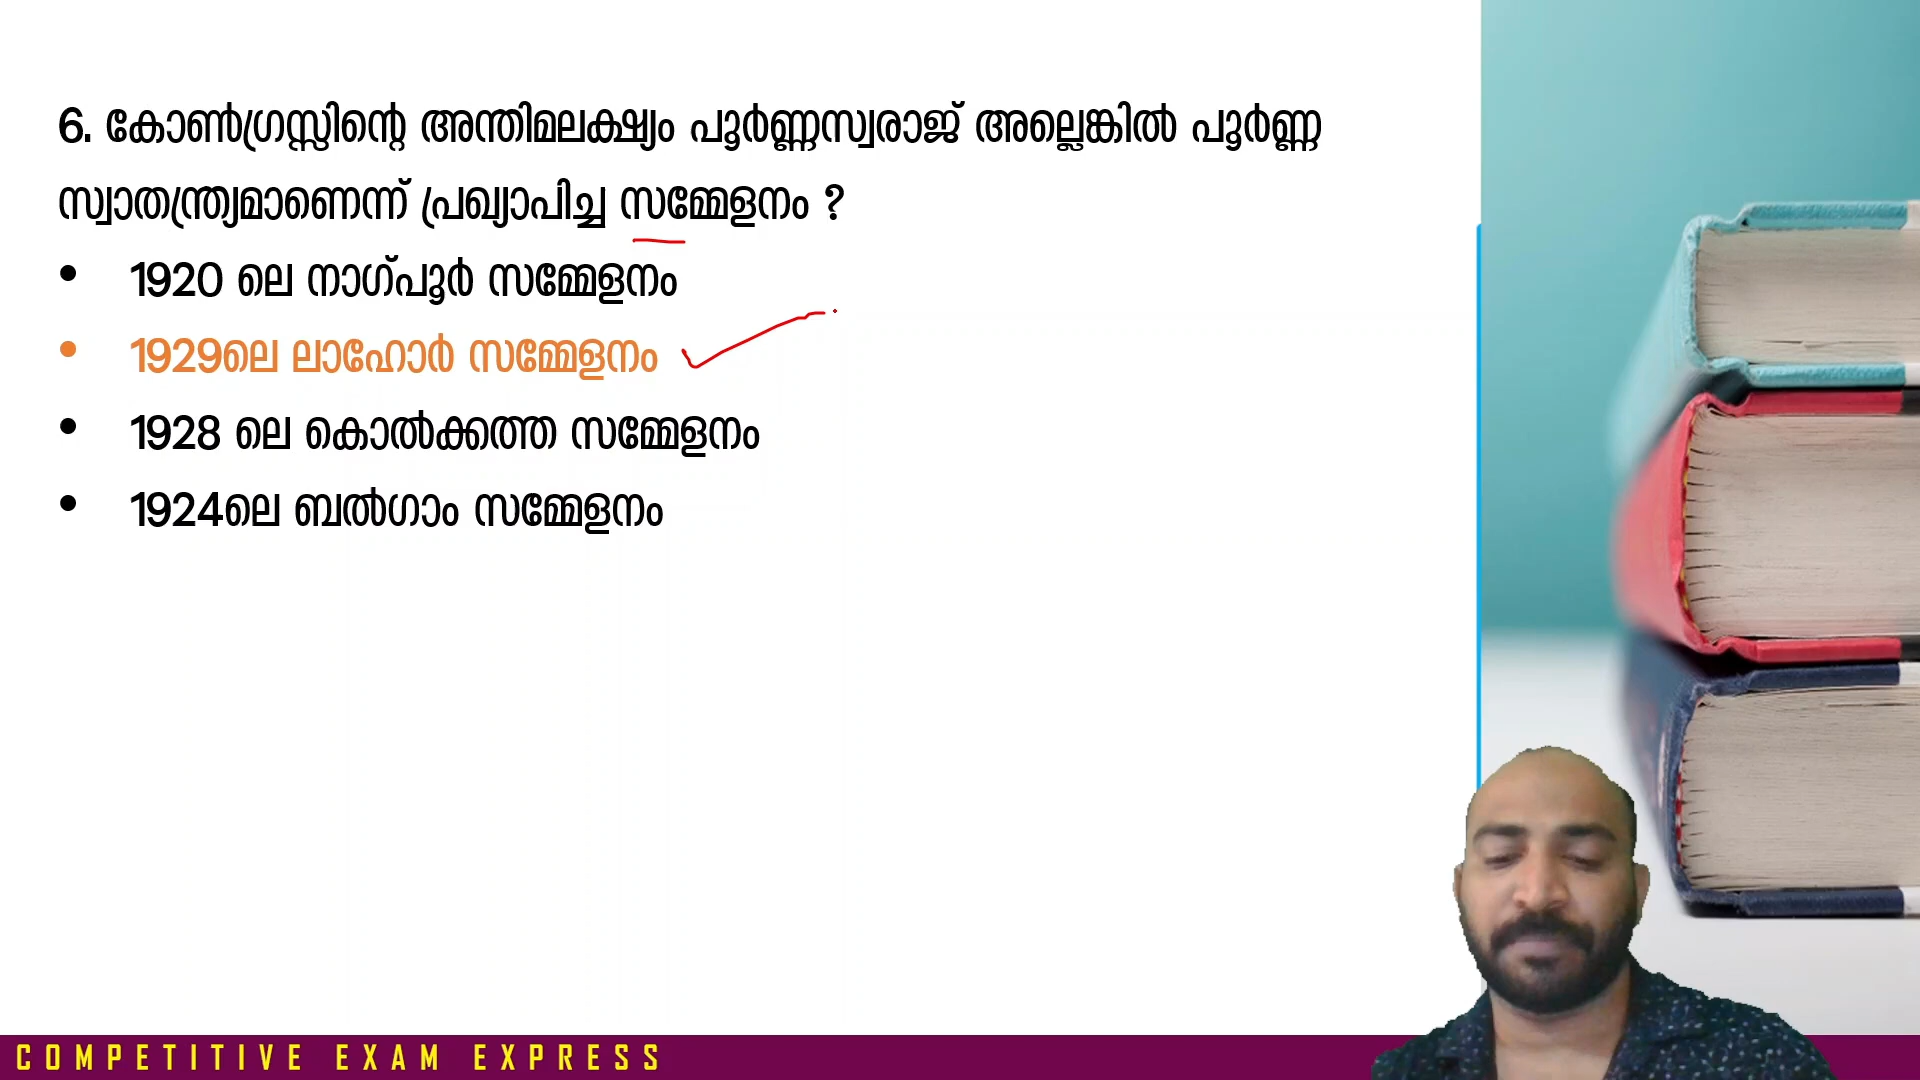 6. കോൺഗ്രസ്സിന്റെ അന്തിമലക്ഷ്യം പൂർണ്ണസ്വരാജ് അല്ലെങ്കിൽ പൂർണ്ണ
സ്വാതന്ത്ര്യമാണെന്ന് പ്രഖ്യാപിച്ച സമ്മേളനം ?
• 1920 ലെ നാഗ്പൂർ സമ്മേളനം
• 1929ലെ ലാഹോർ സമ്മേളനം
• 1928 ലെ കൊൽക്കത്ത സമ്മേളനം
• 1924ലെ ബൽഗാം സമ്മേളനം
COMPETITIVE EXAM EXPRESS